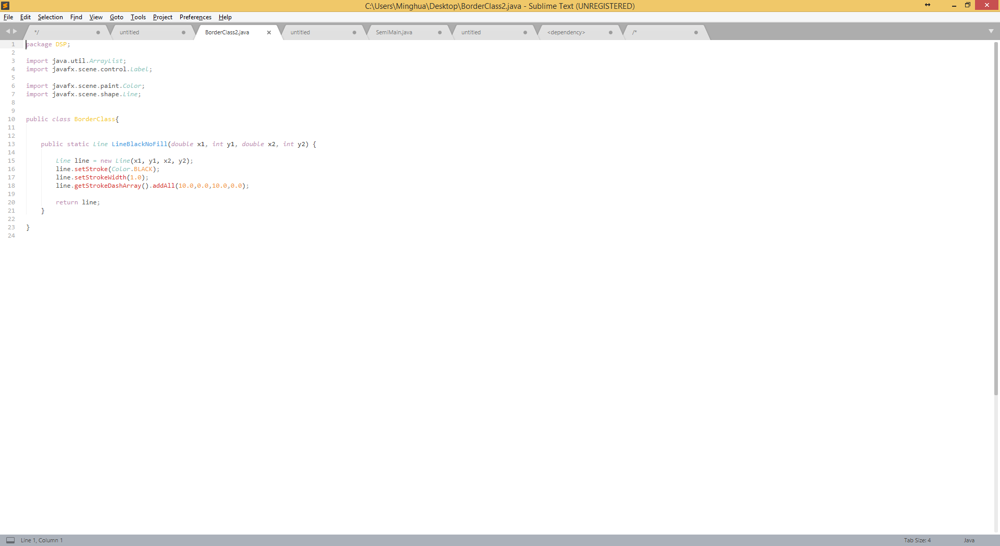 C:\Users\Minghua\Desktop\BorderClass2.java - Sublime Text (UNREGISTERED)
File Edit Selection Find View Goto Tools Project Preferences Help
*/ untitled BorderClass2.java untitled SemiMain.java untitled <dependency> /*
1 package DSP;
2
3 import java.util.ArrayList;
4 import javafx.scene.control.Label;
5
6 import javafx.scene.paint.Color;
7 import javafx.scene.shape.Line;
8
9
10 public class BorderClass{
11
12
13 public static Line LineBlackNoFill(double x1, int y1, double x2, int y2) {
14
15 Line line = new Line(x1, y1, x2, y2);
16 line.setStroke(Color.BLACK);
17 line.setStrokeWidth(1.0);
18 line.getStrokeDashArray().addAll(10.0,0.0,10.0,0.0);
19
20 return line;
21 }
22
23 }
24
Line 1, Column 1 Tab Size: 4 Java